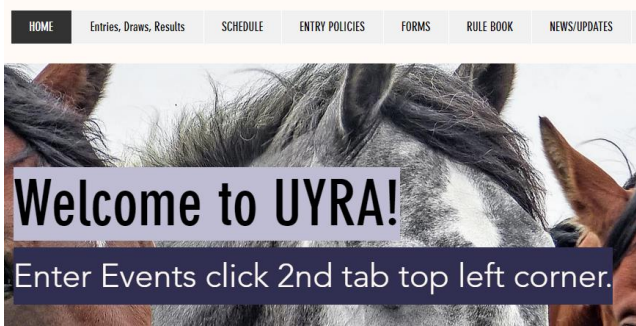 HOME Entries, Draws, Results SCHEDULE ENTRY POLICIES FORMS RULE BOOK NEWS/UPDATES
Welcome to UYRA!
Enter Events click 2nd tab top left corner.